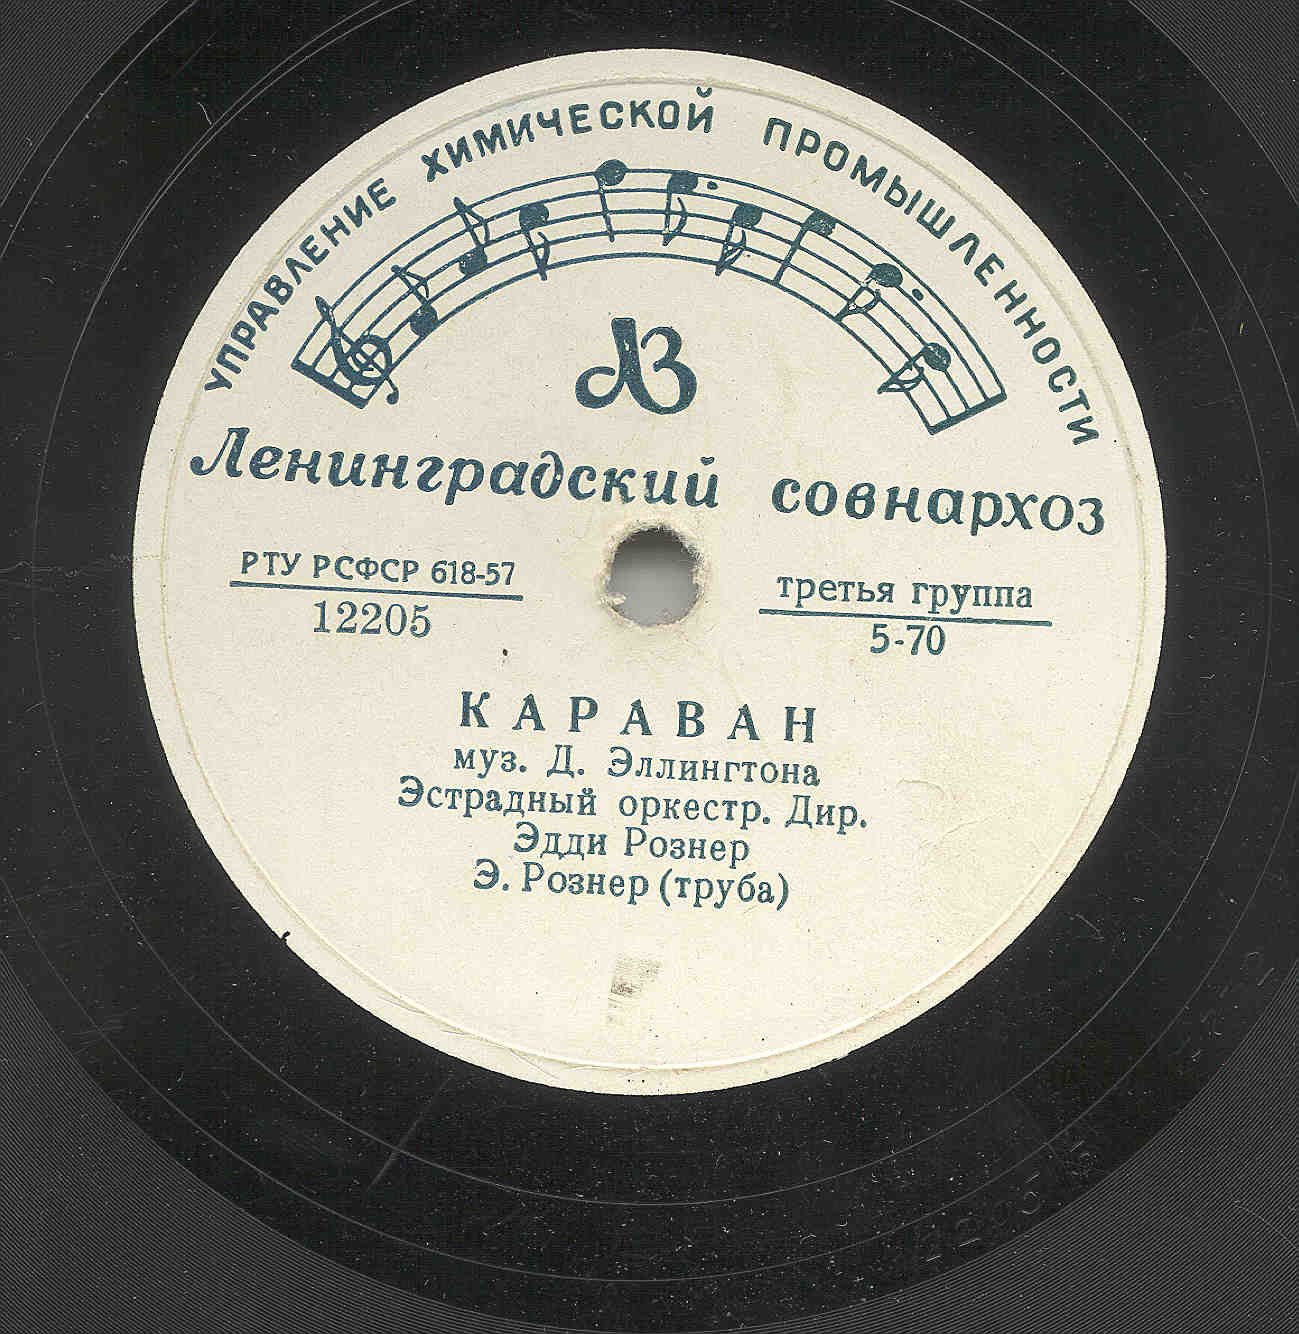 УПРАВЛЕНИЕ ХИМИЧЕСКОЙ ПРОМЫШЛЕННОСТИ
ЛЗ
Ленинградский совнархоз
РТУ РСФСР 618-57
12205
третья группа
5-70
КАРАВАН
муз. Д. Эллингтона
Эстрадный оркестр. Дир.
Эдди Рознер
Э. Рознер (труба)